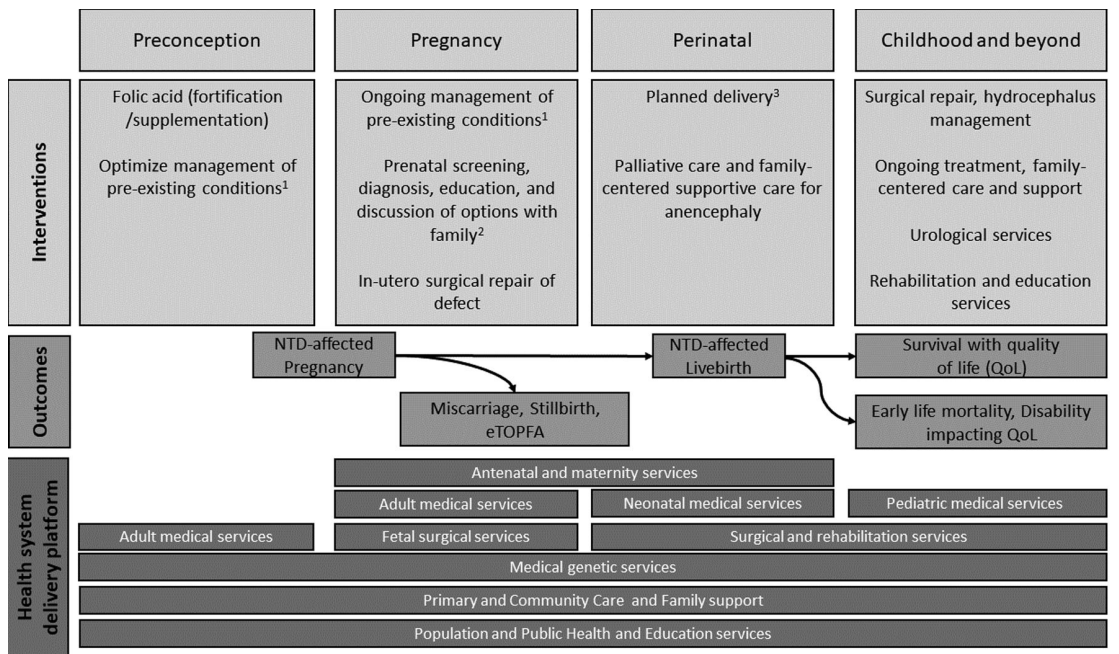 Preconception
Pregnancy
Perinatal
Childhood and beyond
Interventions
Folic acid (fortification
/supplementation)
Optimize management of
pre-existing conditions1
Ongoing management of
pre-existing conditions1
Prenatal screening,
diagnosis, education, and
discussion of options with
family2
In-utero surgical repair of
defect
Planned delivery3
Palliative care and family-
centered supportive care for
anencephaly
Surgical repair, hydrocephalus
management
Ongoing treatment, family-
centered care and support
Urological services
Rehabilitation and education
services
Outcomes
NTD-affected
Pregnancy
Miscarriage, Stillbirth,
eTOPFA
NTD-affected
Livebirth
Survival with quality
of life (QoL)
Early life mortality, Disability
impacting QoL
Health system
delivery platform
Antenatal and maternity services
Adult medical services
Neonatal medical services
Pediatric medical services
Adult medical services
Fetal surgical services
Surgical and rehabilitation services
Medical genetic services
Primary and Community Care and Family support
Population and Public Health and Education services